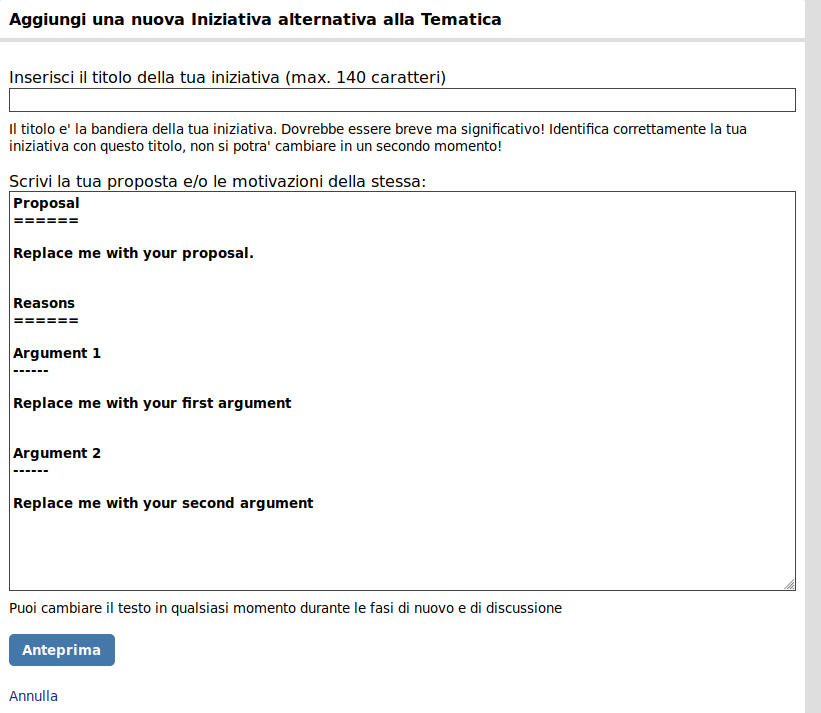 Aggiungi una nuova Iniziativa alternativa alla Tematica
Inserisci il titolo della tua iniziativa (max. 140 caratteri)
Il titolo e' la bandiera della tua iniziativa. Dovrebbe essere breve ma significativo! Identifica correttamente la tua
iniziativa con questo titolo, non si potra' cambiare in un secondo momento!
Scrivi la tua proposta e/o le motivazioni della stessa:
Proposal
======
Replace me with your proposal.
Reasons
======
Argument 1
------
Replace me with your first argument
Argument 2
------
Replace me with your second argument
Puoi cambiare il testo in qualsiasi momento durante le fasi di nuovo e di discussione
Anteprima
Annulla